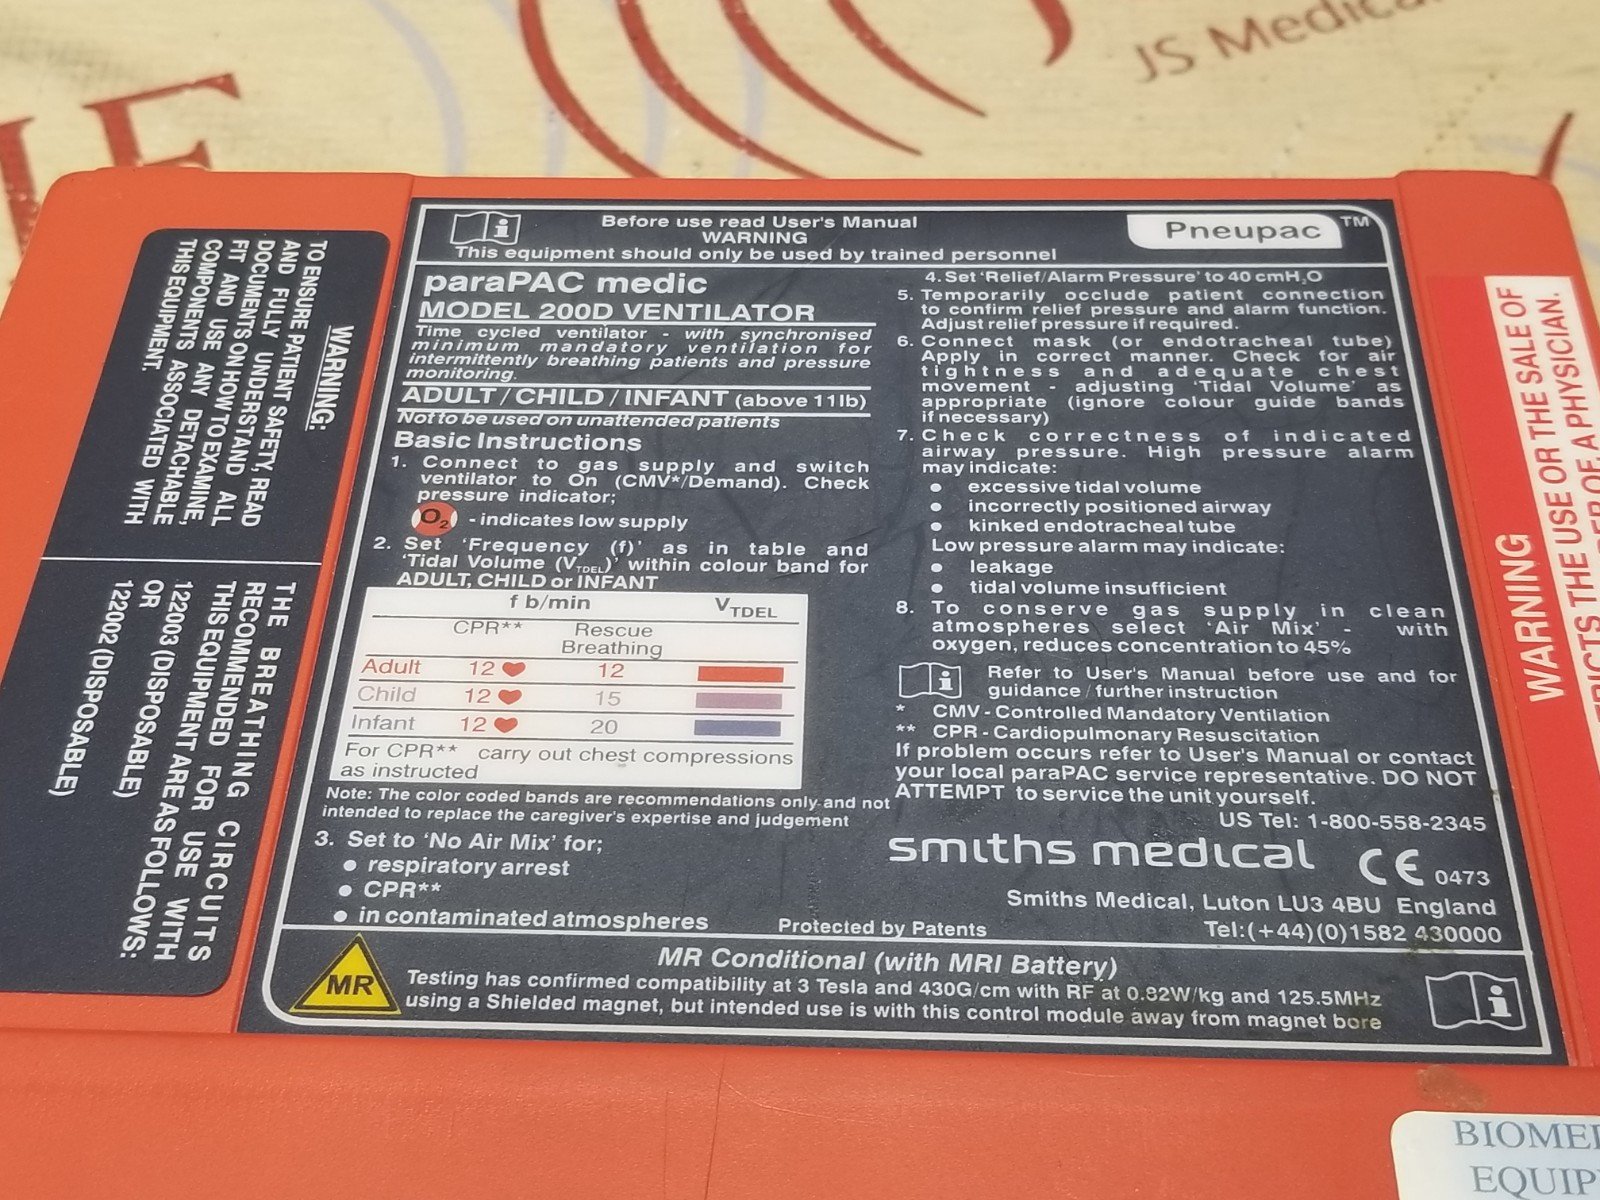 JS Medical
Before use read User's Manual
WARNING
This equipment should only be used by trained personnel
Pneupac™
paraPAC medic
MODEL 200D VENTILATOR
Time cycled ventilator - with synchronised
minimum mandatory ventilation for
intermittently breathing patients and pressure
monitoring.
ADULT / CHILD / INFANT (above 11lb)
Not to be used on unattended patients
Basic Instructions
1. Connect to gas supply and switch
ventilator to On (CMV*/Demand). Check
pressure indicator;
O₂ - indicates low supply
2. Set 'Frequency (f)' as in table and
'Tidal Volume (VTDEL)' within colour band for
ADULT, CHILD or INFANT
f b/min VTDEL
CPR** Rescue
Breathing
Adult 12 ♥ 12
Child 12 ♥ 15
Infant 12 ♥ 20
For CPR** carry out chest compressions
as instructed
Note: The color coded bands are recommendations only and not
intended to replace the caregiver's expertise and judgement
3. Set to 'No Air Mix' for;
• respiratory arrest
• CPR**
• in contaminated atmospheres
4. Set 'Relief/Alarm Pressure' to 40 cmH₂O
5. Temporarily occlude patient connection
to confirm relief pressure and alarm function.
Adjust relief pressure if required.
6. Connect mask (or endotracheal tube)
Apply in correct manner. Check for air
tightness and adequate chest
movement - adjusting 'Tidal Volume' as
appropriate (ignore colour guide bands
if necessary)
7. Check correctness of indicated
airway pressure. High pressure alarm
may indicate:
• excessive tidal volume
• incorrectly positioned airway
• kinked endotracheal tube
Low pressure alarm may indicate:
• leakage
• tidal volume insufficient
8. To conserve gas supply in clean
atmospheres select 'Air Mix' - with
oxygen, reduces concentration to 45%
Refer to User's Manual before use and for
guidance / further instruction
* CMV - Controlled Mandatory Ventilation
** CPR - Cardiopulmonary Resuscitation
If problem occurs refer to User's Manual or contact
your local paraPAC service representative. DO NOT
ATTEMPT to service the unit yourself.
US Tel: 1-800-558-2345
smiths medical
CE 0473
Smiths Medical, Luton LU3 4BU England
Protected by Patents
Tel:(+44)(0)1582 430000
MR
MR Conditional (with MRI Battery)
Testing has confirmed compatibility at 3 Tesla and 430G/cm with RF at 0.82W/kg and 125.5MHz
using a Shielded magnet, but intended use is with this control module away from magnet bore
WARNING:
TO ENSURE PATIENT SAFETY, READ
AND FULLY UNDERSTAND ALL
DOCUMENTS ON HOW TO EXAMINE,
FIT AND USE ANY DETACHABLE
COMPONENTS ASSOCIATED WITH
THIS EQUIPMENT.
THE BREATHING CIRCUITS
RECOMMENDED FOR USE WITH
THIS EQUIPMENT ARE AS FOLLOWS:
122003 (DISPOSABLE)
OR
122002 (DISPOSABLE)
WARNING
THE USE OR THE SALE OF
OF A PHYSICIAN.